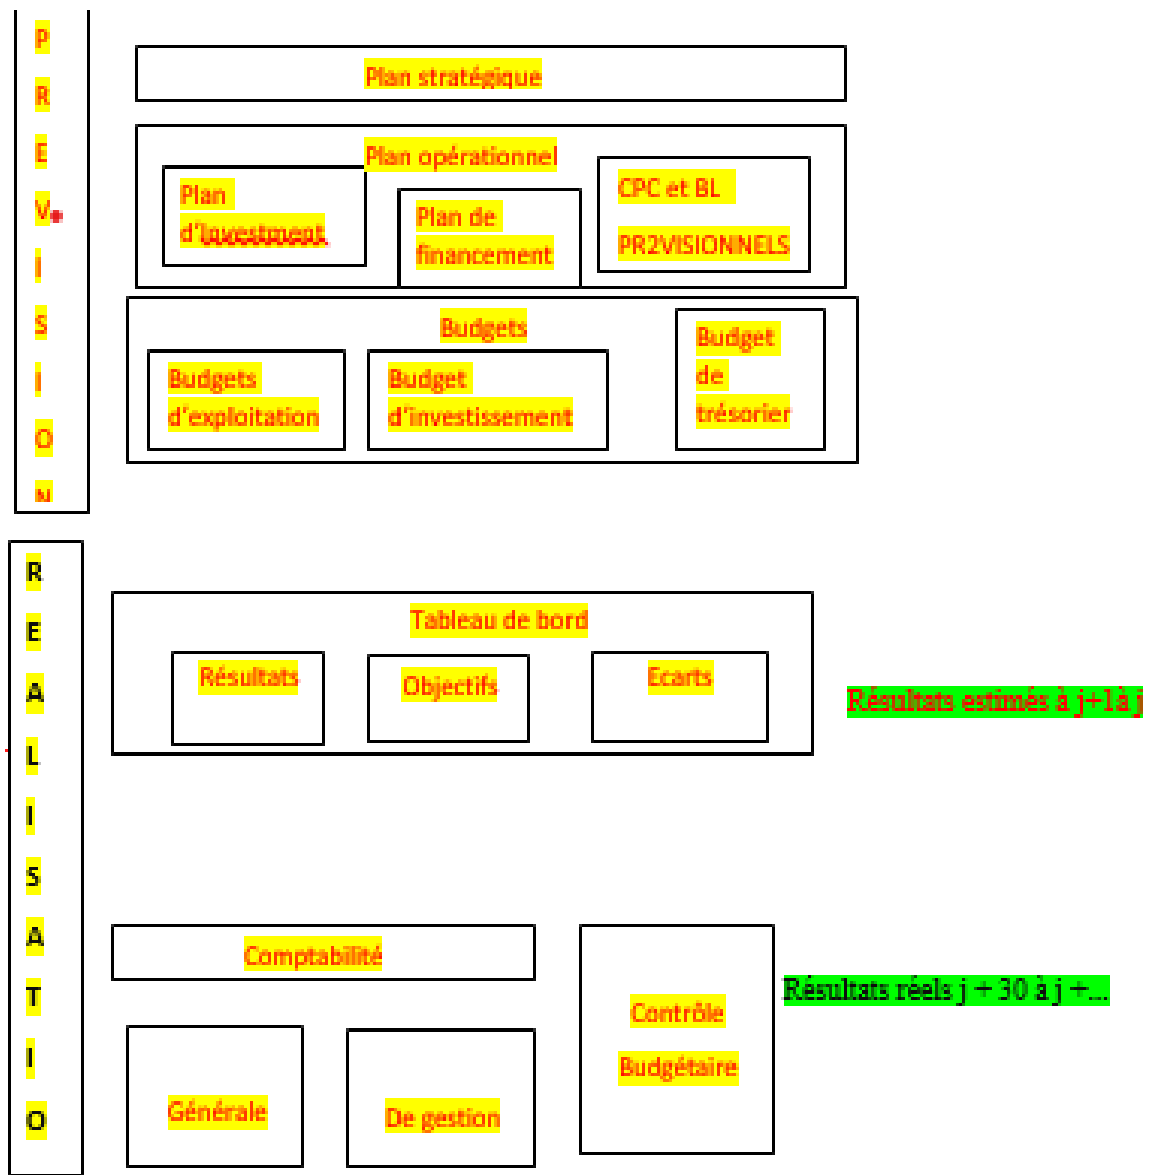 P
R
E
V
I
S
I
O
N
Plan stratégique
Plan opérationnel
Plan
d'Investment
Plan de
financement
CPC et BL
PR2VISIONNELS
Budgets
Budgets
d'exploitation
Budget
d'investissement
Budget
de
trésorier
R
E
A
L
I
S
A
T
I
O
Tableau de bord
Résultats
Objectifs
Ecarts
Résultats estimés à j+1à j
Comptabilité
Générale
De gestion
Contrôle
Budgétaire
Résultats réels j + 30 à j +...